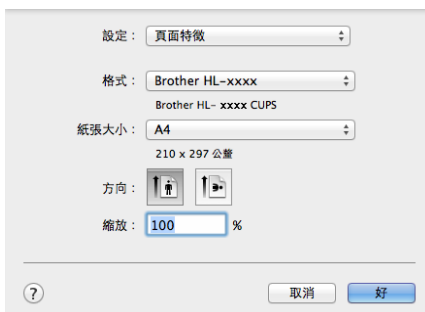 設定： 頁面特徵
格式： Brother HL-xxxx
Brother HL- xxxx CUPS
紙張大小： A4
210 x 297 公釐
方向：
縮放： 100 %
? 取消 好